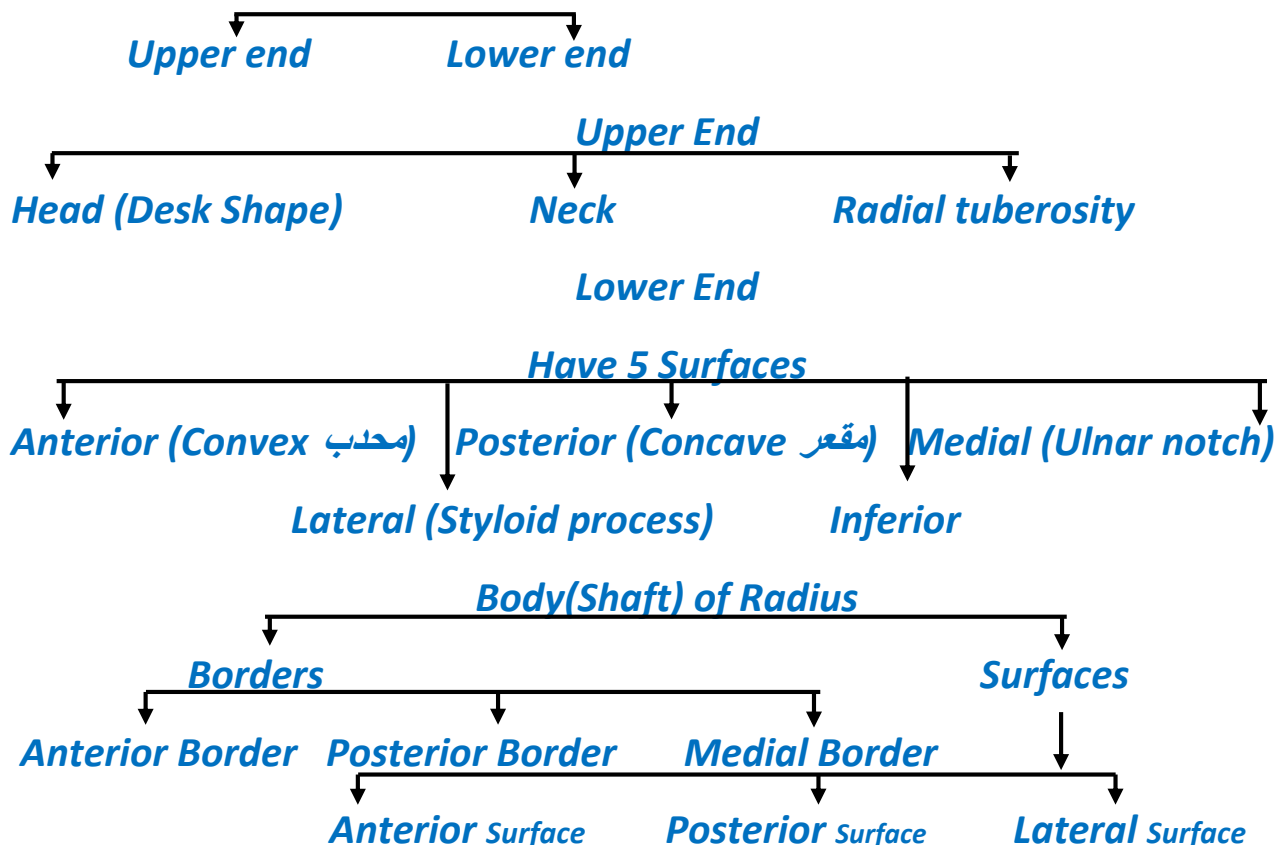 Upper end Lower end
Upper End
Head (Desk Shape) Neck Radial tuberosity
Lower End
Have 5 Surfaces
Anterior (Convex محدب) Posterior (Concave مقعر) Medial (Ulnar notch)
Lateral (Styloid process) Inferior
Body(Shaft) of Radius
Borders Surfaces
Anterior Border Posterior Border Medial Border
Anterior Surface Posterior Surface Lateral Surface